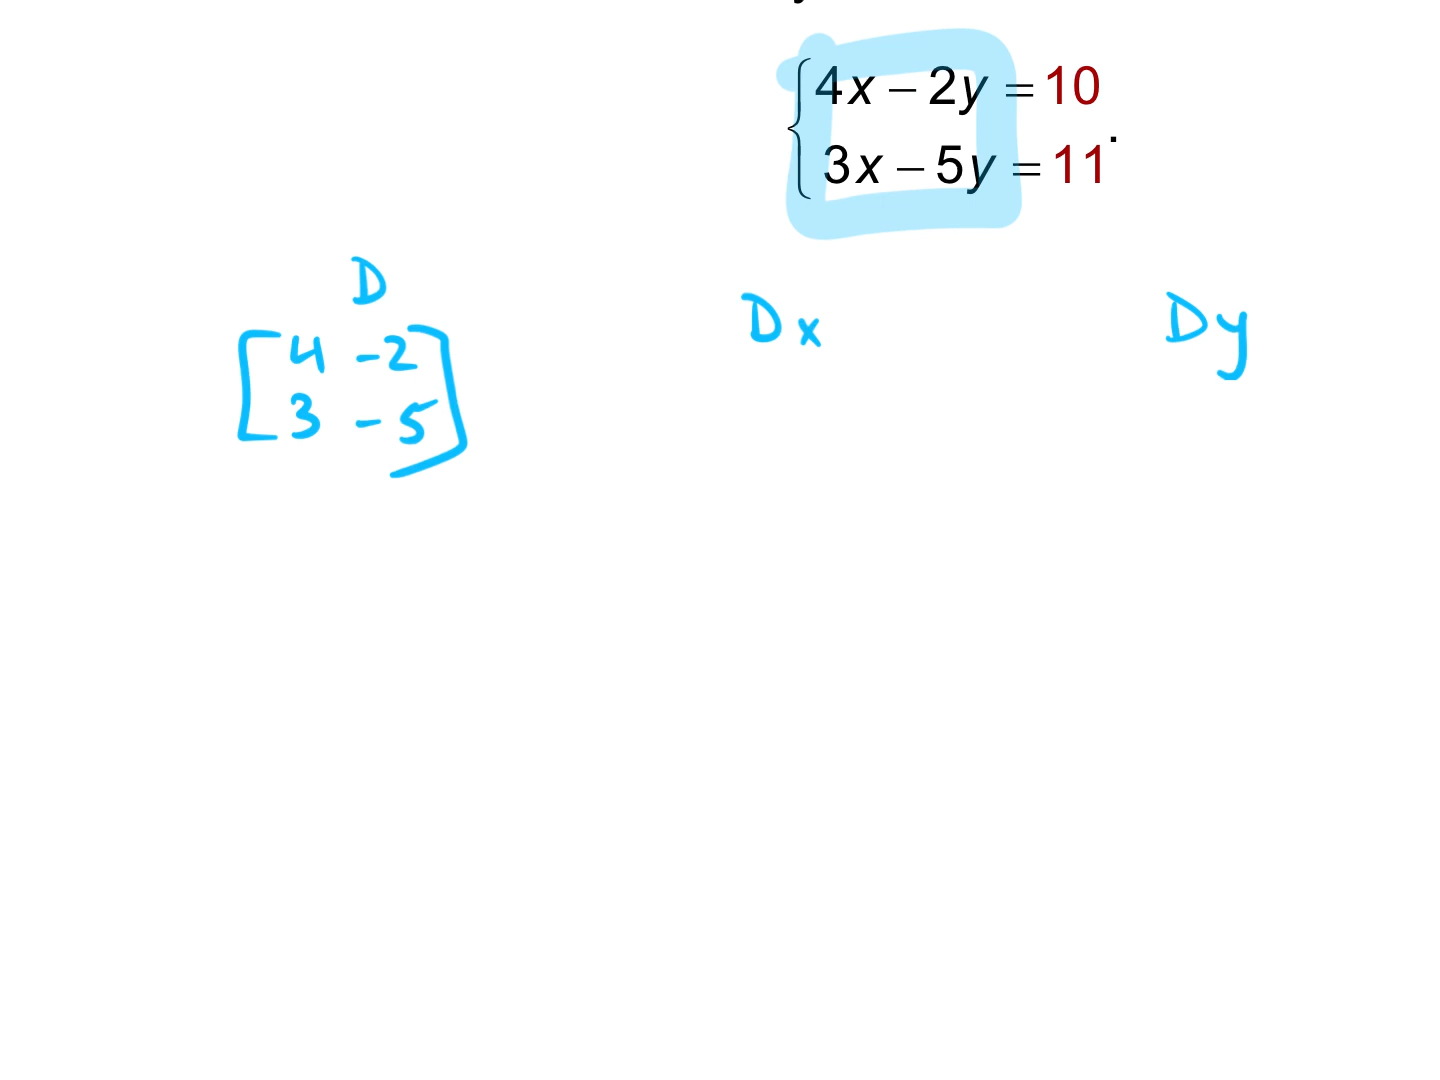 4x – 2y = 10
3x – 5y = 11.
D
Dx
Dy
4 -2
3 -5